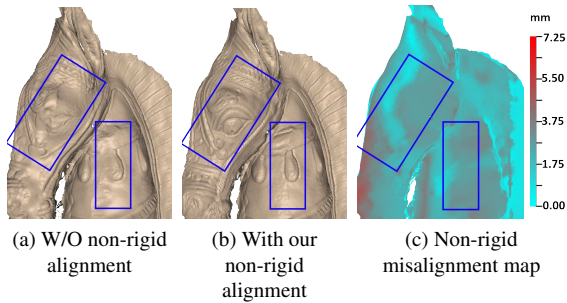 mm
7.25
5.50
3.75
1.75
0.00
(a) W/O non-rigid
alignment
(b) With our
non-rigid
alignment
(c) Non-rigid
misalignment map